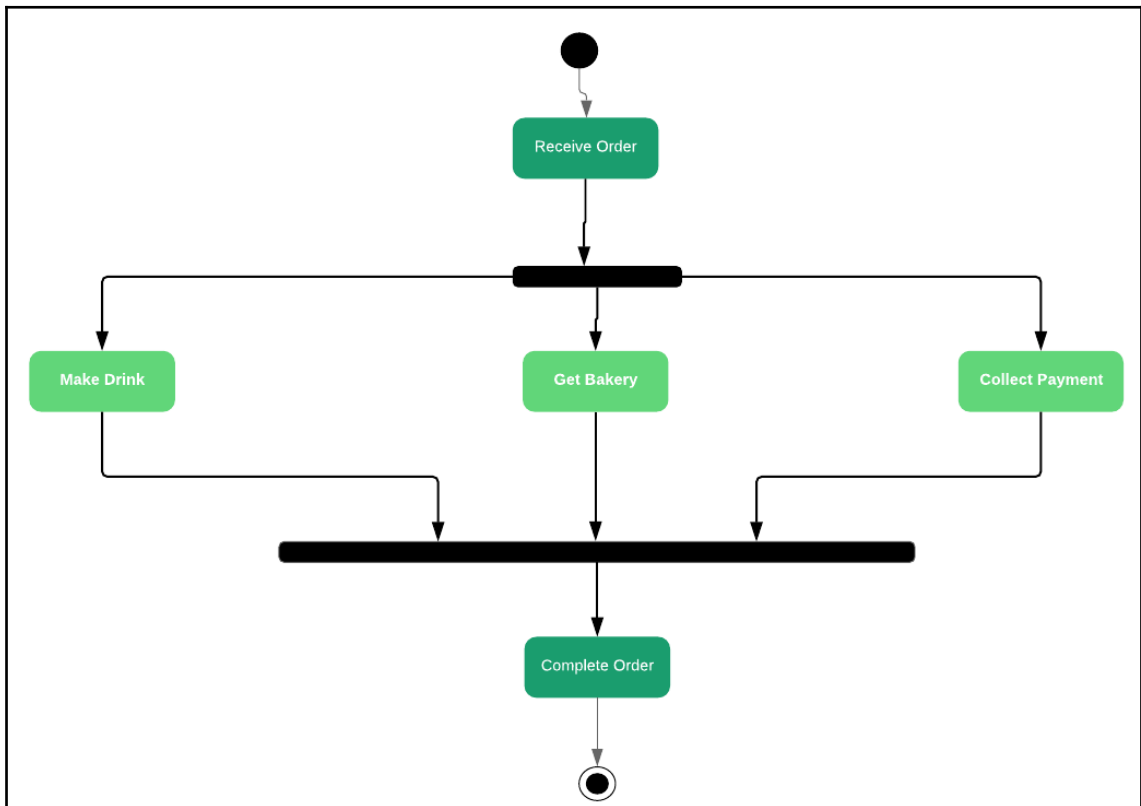 Receive Order
Make Drink
Get Bakery
Collect Payment
Complete Order